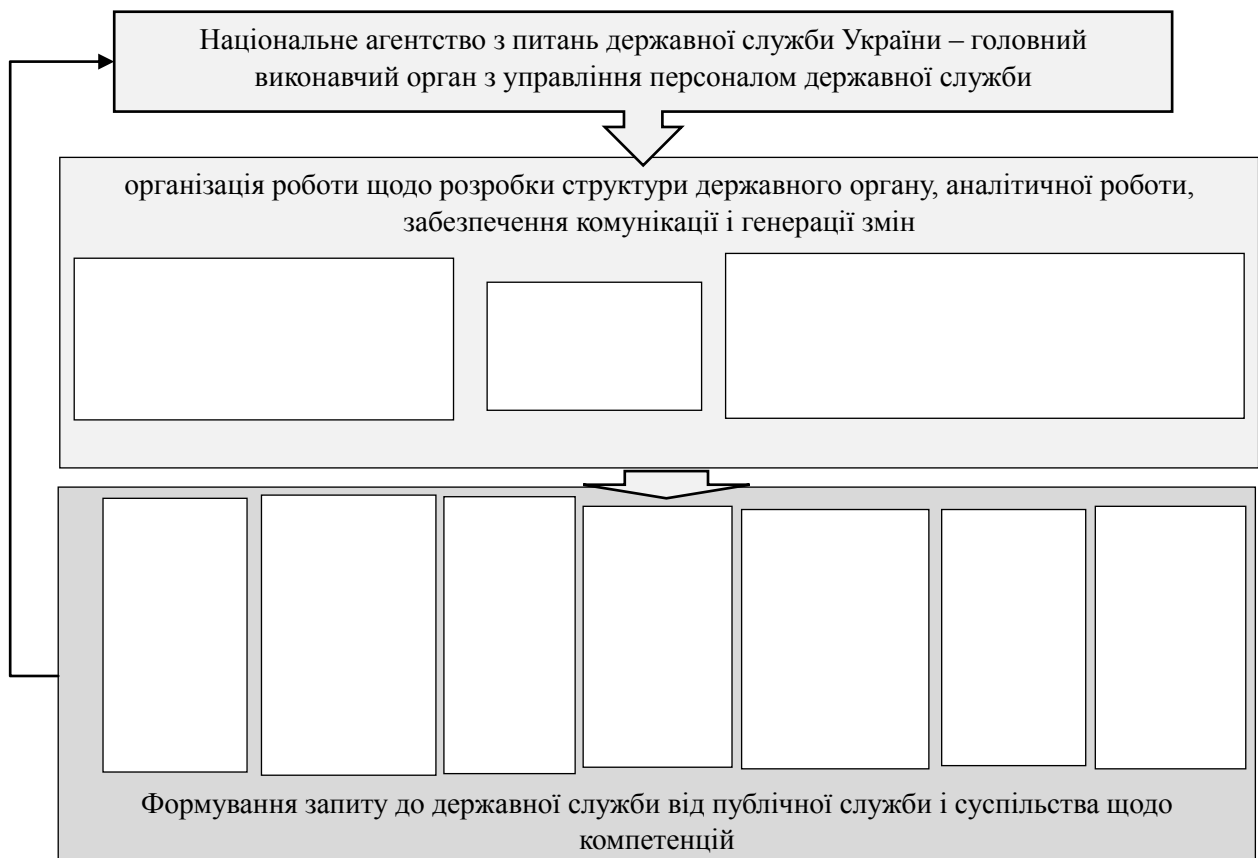 Національне агентство з питань державної служби України – головний
виконавчий орган з управління персоналом державної служби
організація роботи щодо розробки структури державного органу, аналітичної роботи,
забезпечення комунікації і генерації змін
Формування запиту до державної служби від публічної служби і суспільства щодо
компетенцій